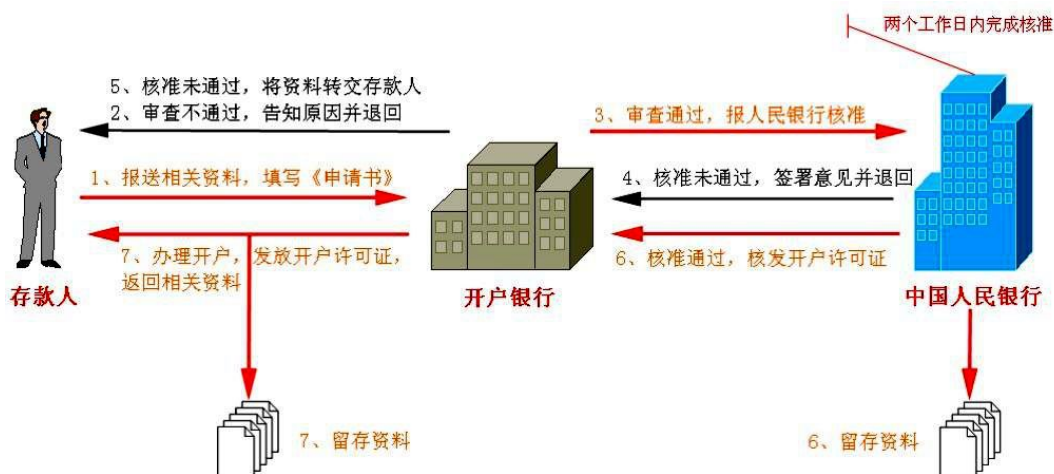 两个工作日内完成核准
5、核准未通过，将资料转交存款人
2、审查不通过，告知原因并退回
3、审查通过，报人民银行核准
1、报送相关资料，填写《申请书》
4、核准未通过，签署意见并退回
7、办理开户，发放开户许可证，
返回相关资料
6、核准通过，核发开户许可证
存款人
开户银行
中国人民银行
7、留存资料
6、留存资料